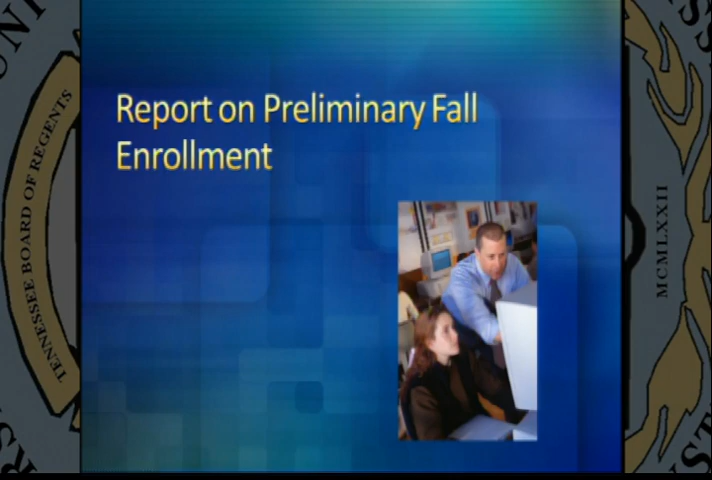 Report on Preliminary Fall
Enrollment
TENNESSEE BOARD OF REGENTS
MCMLXXII